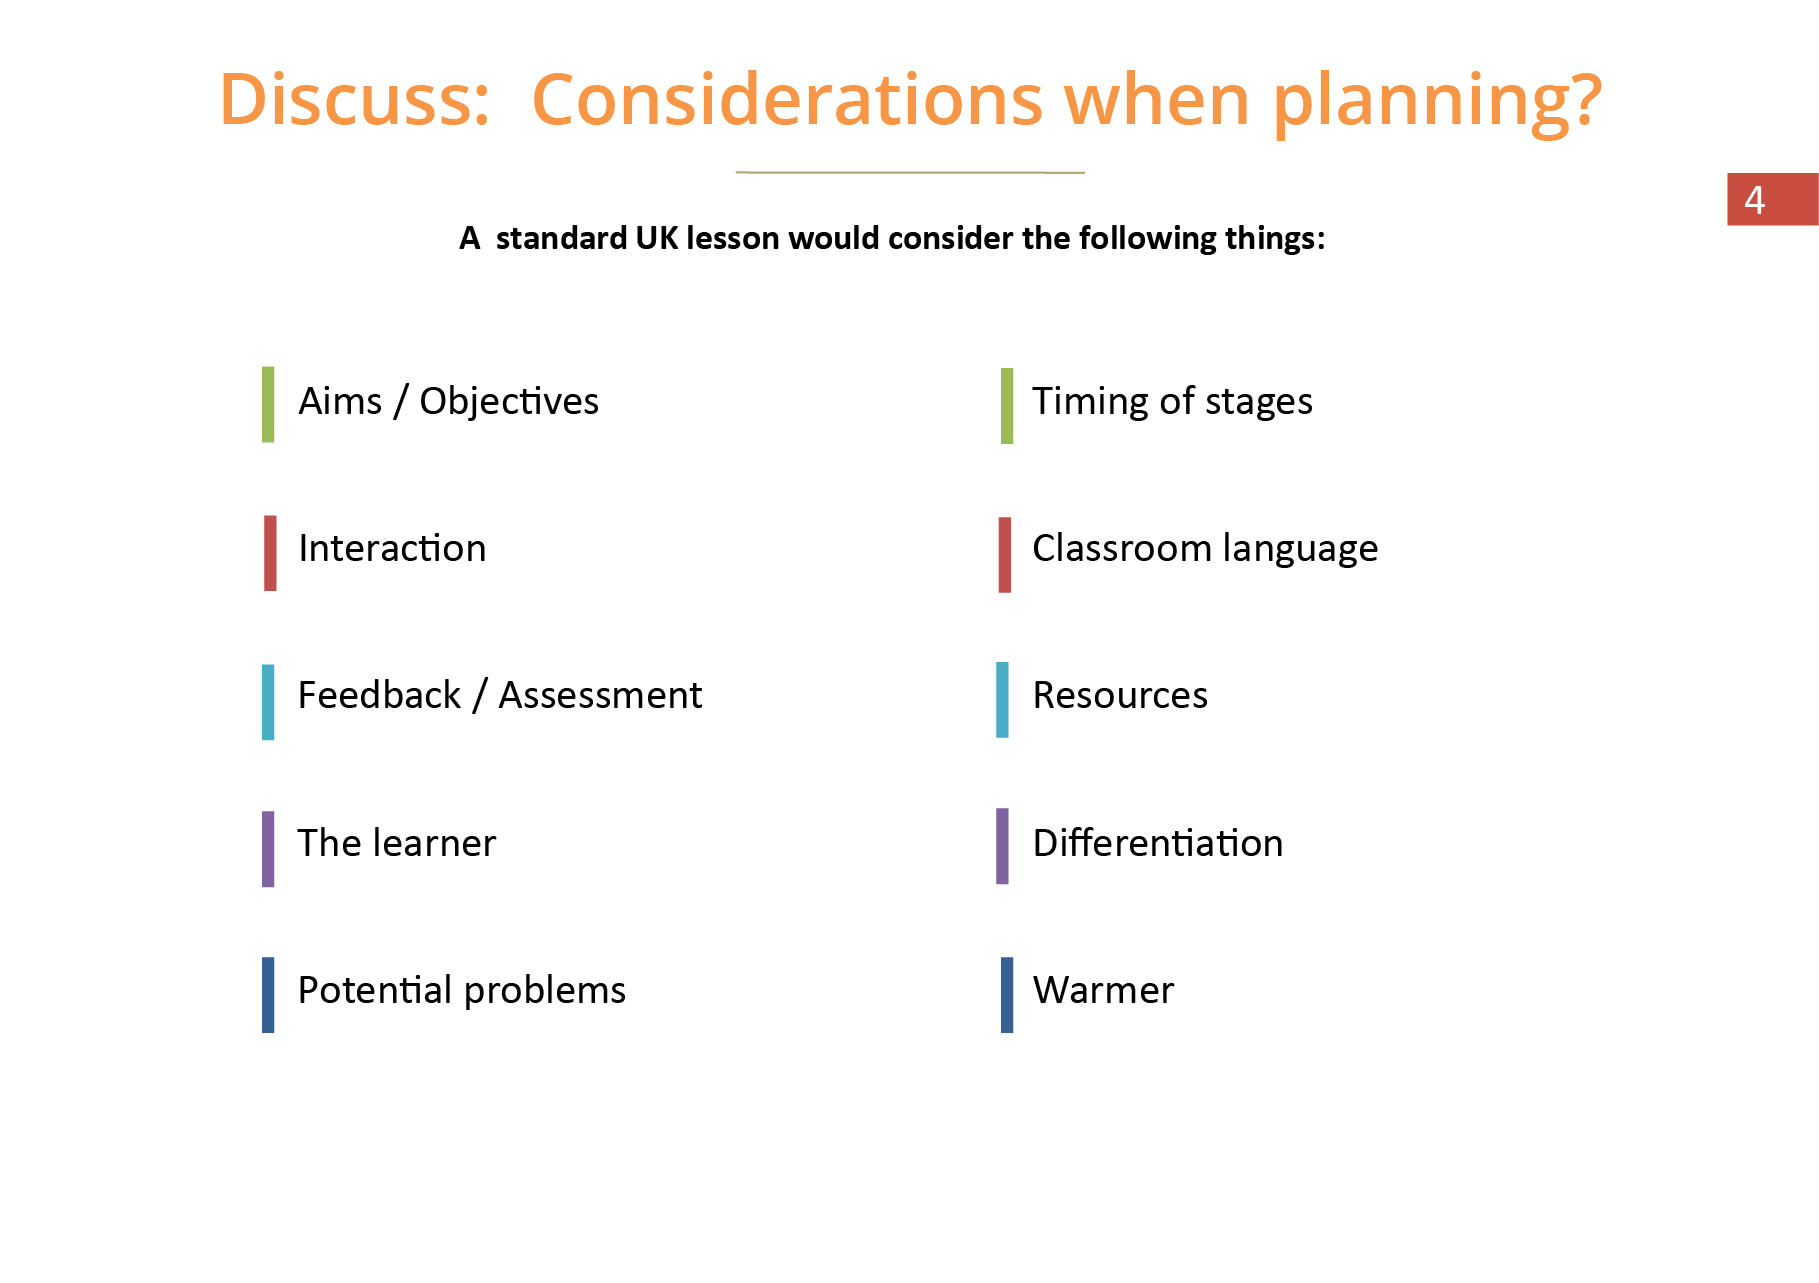 Discuss:  Considerations when planning?
4
A  standard UK lesson would consider the following things:
Aims / Objectives
Timing of stages
Interaction
Classroom language
Feedback / Assessment
Resources
The learner
Differentiation
Potential problems
Warmer